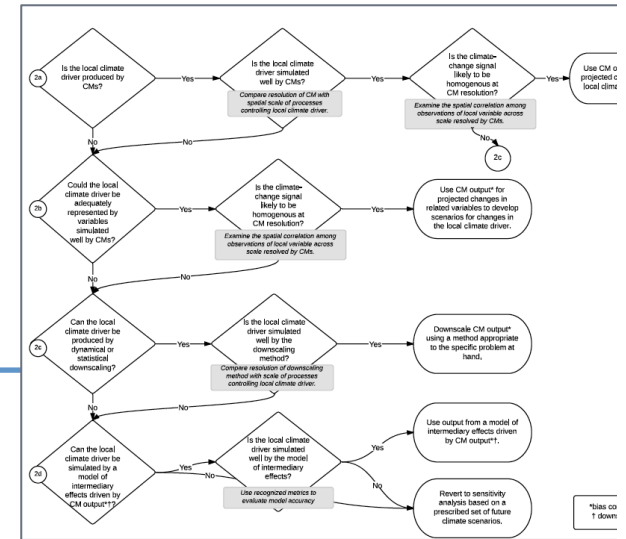 2a
Is the local climate
driver produced by
CMs?
Yes
Is the local climate
driver simulated
well by CMs?
Compare resolution of CM with
spatial scale of processes
controlling local climate driver.
Yes
Is the climate-
change signal
likely to be
homogenous at
CM resolution?
Examine the spatial correlation among
observations of local variable across
scale resolved by CMs.
Yes
Use CM
projected
local
No
No
No
2c
2b
Could the local
climate driver be
adequately
represented by
variables
simulated
well by CMs?
Yes
Is the climate-
change signal
likely to be
homogenous at
CM resolution?
Examine the spatial correlation among
observations of local variable across
scale resolved by CMs.
Yes
Use CM output* for
projected changes in
related variables to develop
scenarios for changes in
the local climate driver.
No
No
2c
Can the local
climate driver be
produced by
dynamical or
statistical
downscaling?
Yes
Is the local climate
driver simulated
well by the
downscaling
method?
Compare resolution of downscaling
method with scale of processes
controlling local climate driver.
Yes
Downscale CM output*
using a method appropriate
to the specific problem at
hand.
No
No
2d
Can the local
climate driver be
simulated by a
model of
intermediary
effects driven by
CM output*†?
Yes
No
Is the local climate
driver simulated
well by the model
of intermediary
effects?
Use recognized metrics to
evaluate model accuracy
Yes
No
Use output from a model of
intermediary effects driven
by CM output*†.
Revert to sensitivity
analysis based on a
prescribed set of future
climate scenarios.
*bias
†